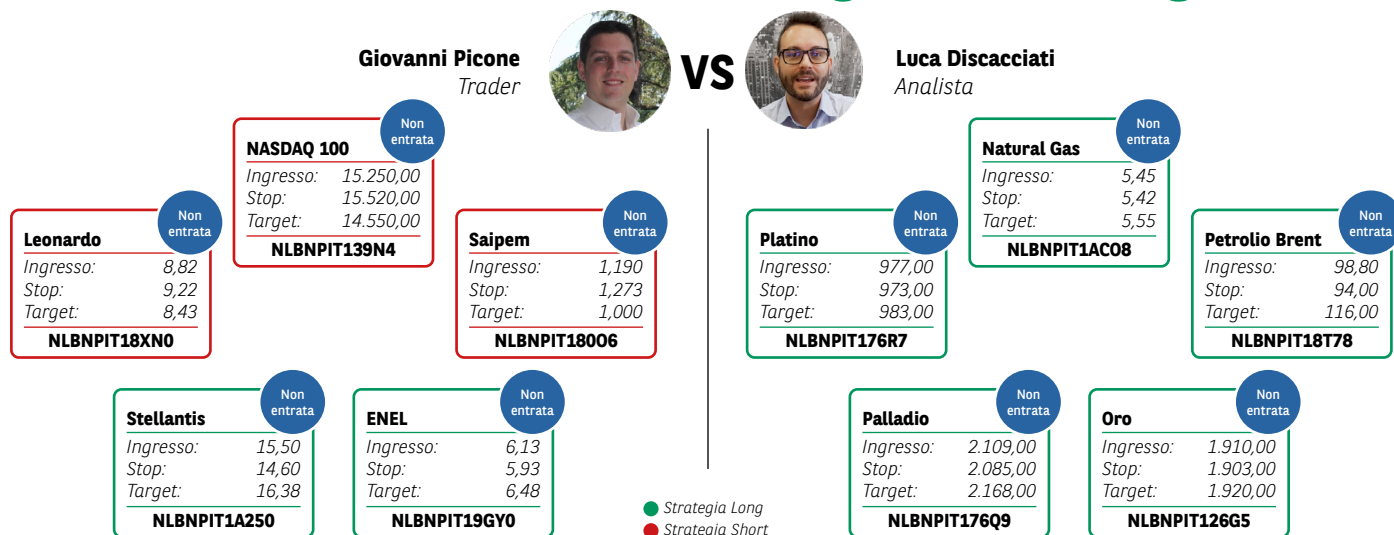 Giovanni Picone
Trader
VS
Luca Discacciati
Analista
Non
entrata
NASDAQ 100
Ingresso: 15.250,00
Stop: 15.520,00
Target: 14.550,00
NLBNPIT139N4
Non
entrata
Leonardo
Ingresso: 8,82
Stop: 9,22
Target: 8,43
NLBNPIT18XN0
Non
entrata
Saipem
Ingresso: 1,190
Stop: 1,273
Target: 1,000
NLBNPIT18006
Non
entrata
Stellantis
Ingresso: 15,50
Stop: 14,60
Target: 16,38
NLBNPIT1A250
Non
entrata
ENEL
Ingresso: 6,13
Stop: 5,93
Target: 6,48
NLBNPIT19GY0
Non
entrata
Natural Gas
Ingresso: 5,45
Stop: 5,42
Target: 5,55
NLBNPIT1ACO8
Non
entrata
Platino
Ingresso: 977,00
Stop: 973,00
Target: 983,00
NLBNPIT176R7
Non
entrata
Petrolio Brent
Ingresso: 98,80
Stop: 94,00
Target: 116,00
NLBNPIT18T78
Non
entrata
Palladio
Ingresso: 2.109,00
Stop: 2.085,00
Target: 2.168,00
NLBNPIT176Q9
Non
entrata
Oro
Ingresso: 1.910,00
Stop: 1.903,00
Target: 1.920,00
NLBNPIT126G5
Strategia Long
Strategia Short